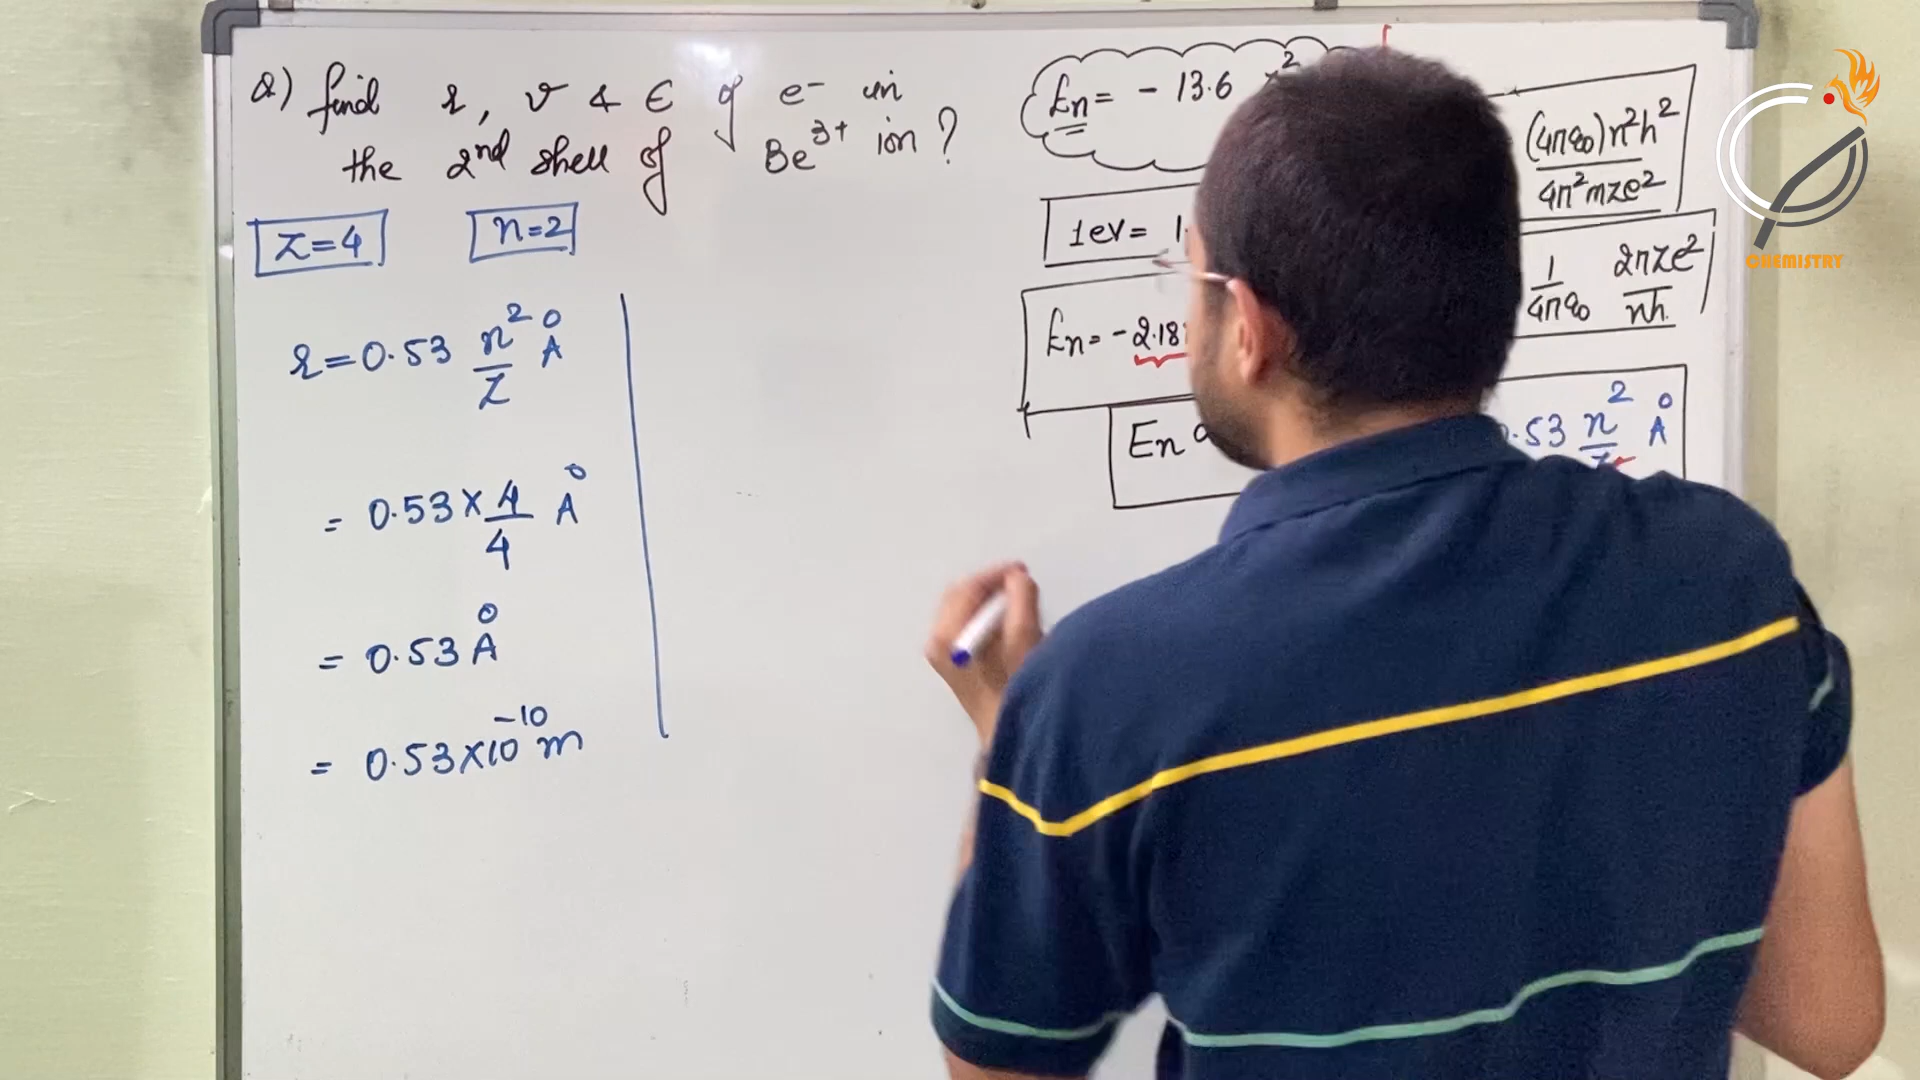 Q) find r, v & E of e⁻ in
the 2nd shell of Be³⁺ ion?
Z=4
n=2
r=0.53 n²/Z Å
= 0.53 × 4/4 Å
= 0.53 Å
= 0.53×10⁻¹⁰ m
En = - 13.6
1ev =
En = - 2.18
En
(4πε0)n²h²/4π²mze²
1/4πε0 2πze²/nh
.53 n²/Z Å
CHEMISTRY